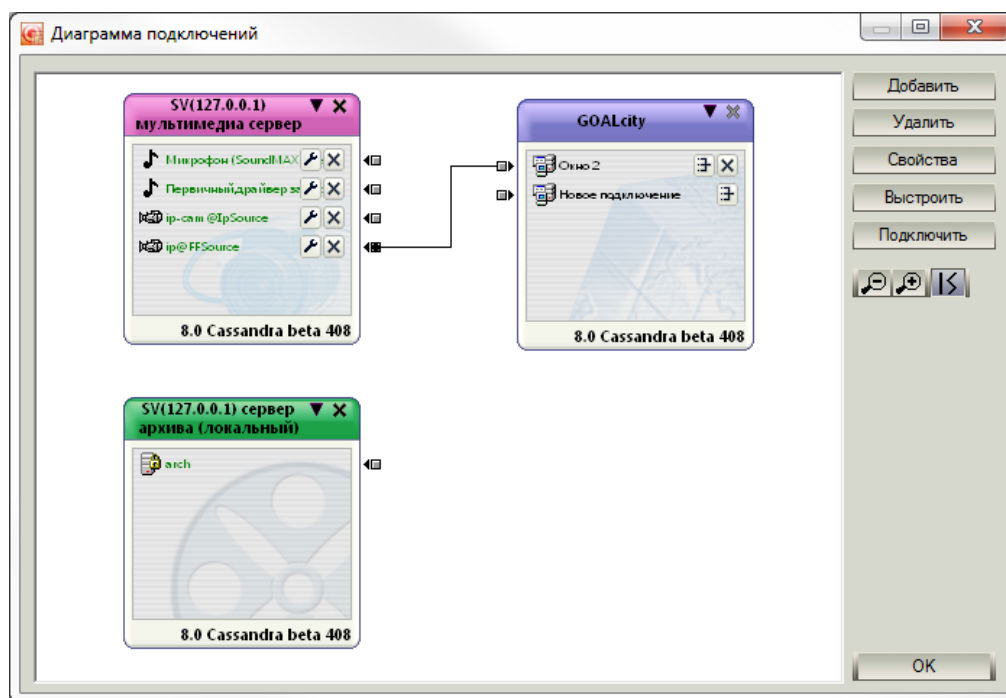 Диаграмма подключений
SV(127.0.0.1)
мультимедиа сервер
Микрофон (SoundMAX
Первичный драйвер за
ip-cam @IpSource
ip@FFSource
8.0 Cassandra beta 408
GOALcity
Окно 2
Новое подключение
8.0 Cassandra beta 408
SV(127.0.0.1) сервер
архива (локальный)
arch
8.0 Cassandra beta 408
Добавить
Удалить
Свойства
Выстроить
Подключить
OK